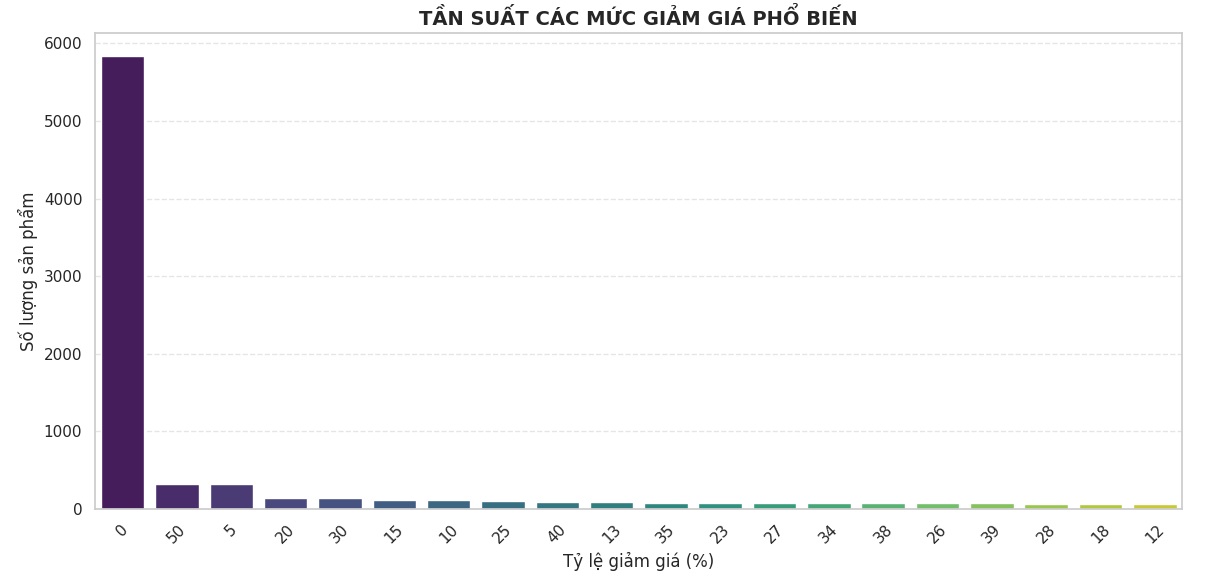 TẦN SUẤT CÁC MỨC GIẢM GIÁ PHỔ BIẾN
Số lượng sản phẩm
6000
5000
4000
3000
2000
1000
0
0 50 5 20 30 15 10 25 40 13 35 23 27 34 38 26 39 28 18 12
Tỷ lệ giảm giá (%)